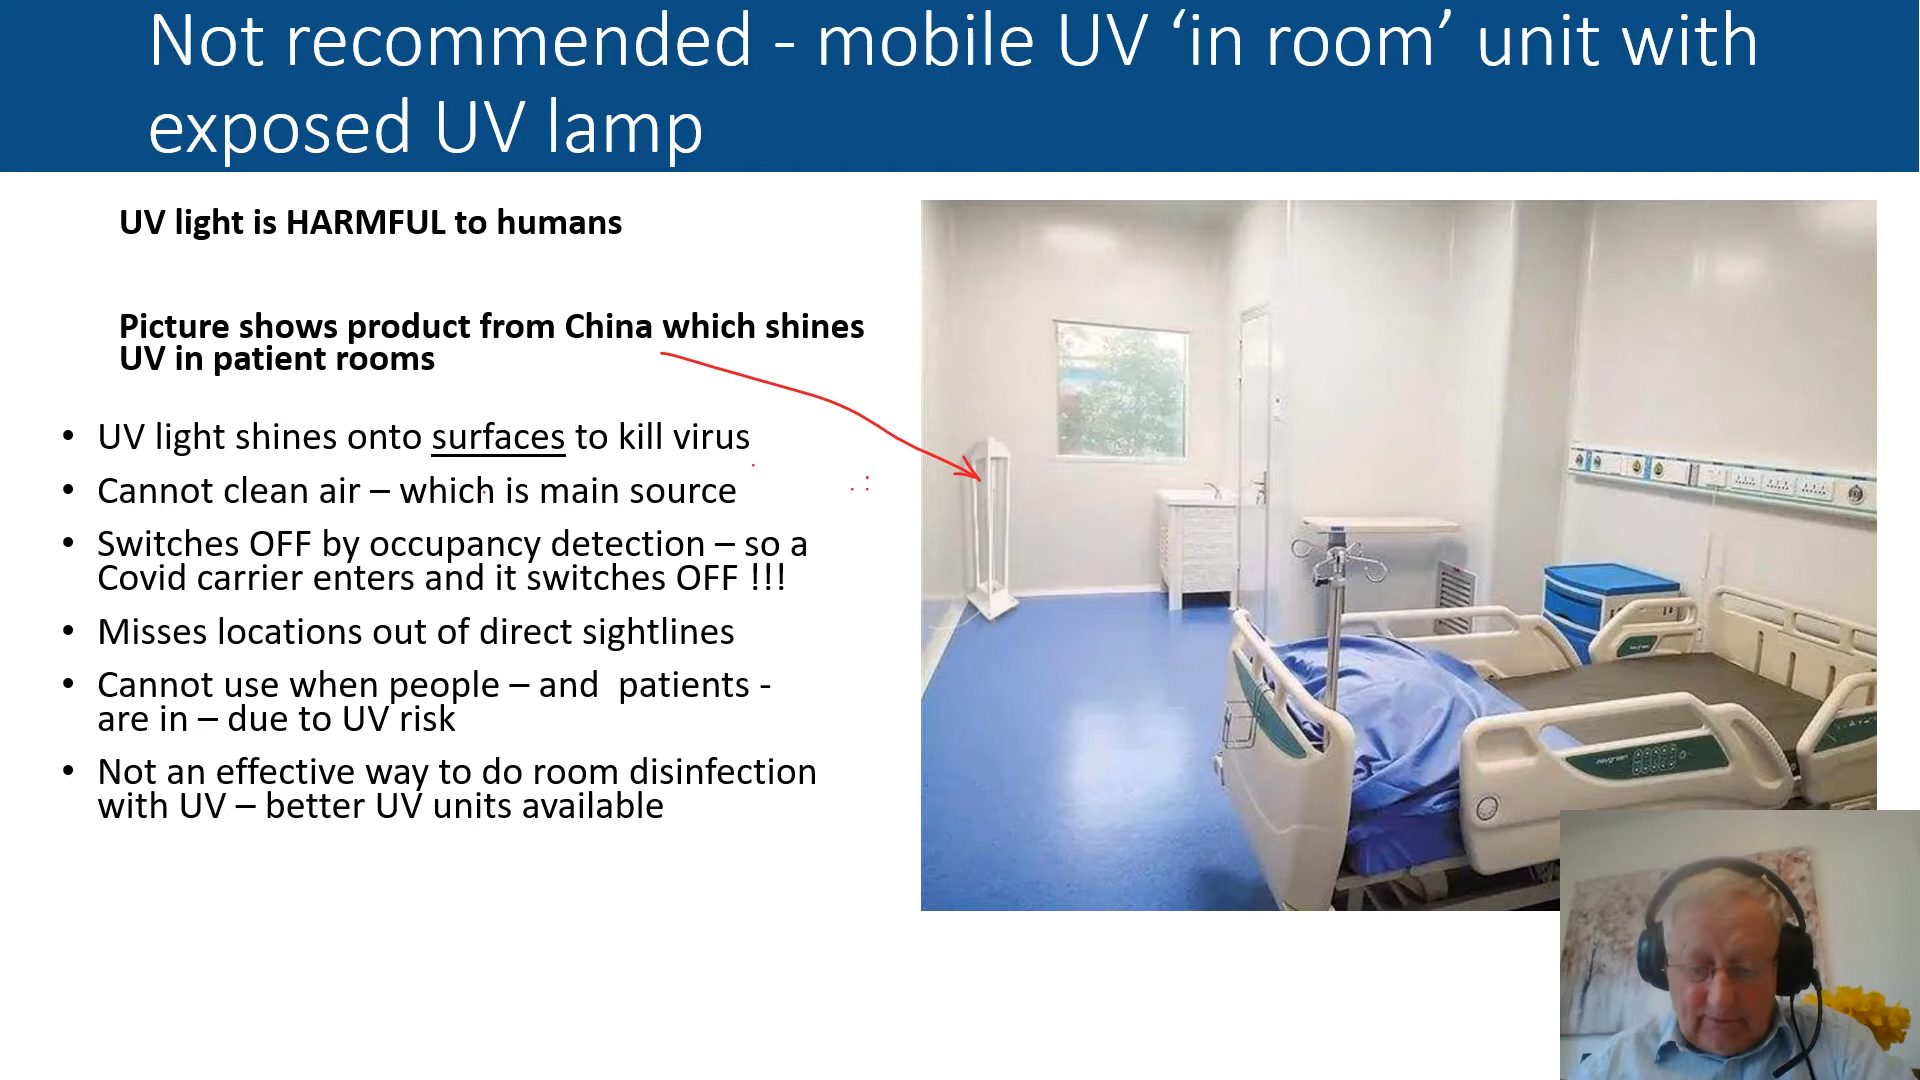 Not recommended - mobile UV ‘in room’ unit with
exposed UV lamp
UV light is HARMFUL to humans
Picture shows product from China which shines
UV in patient rooms
• UV light shines onto surfaces to kill virus
• Cannot clean air – which is main source
• Switches OFF by occupancy detection – so a
Covid carrier enters and it switches OFF !!!
• Misses locations out of direct sightlines
• Cannot use when people – and  patients -
are in – due to UV risk
• Not an effective way to do room disinfection
with UV – better UV units available